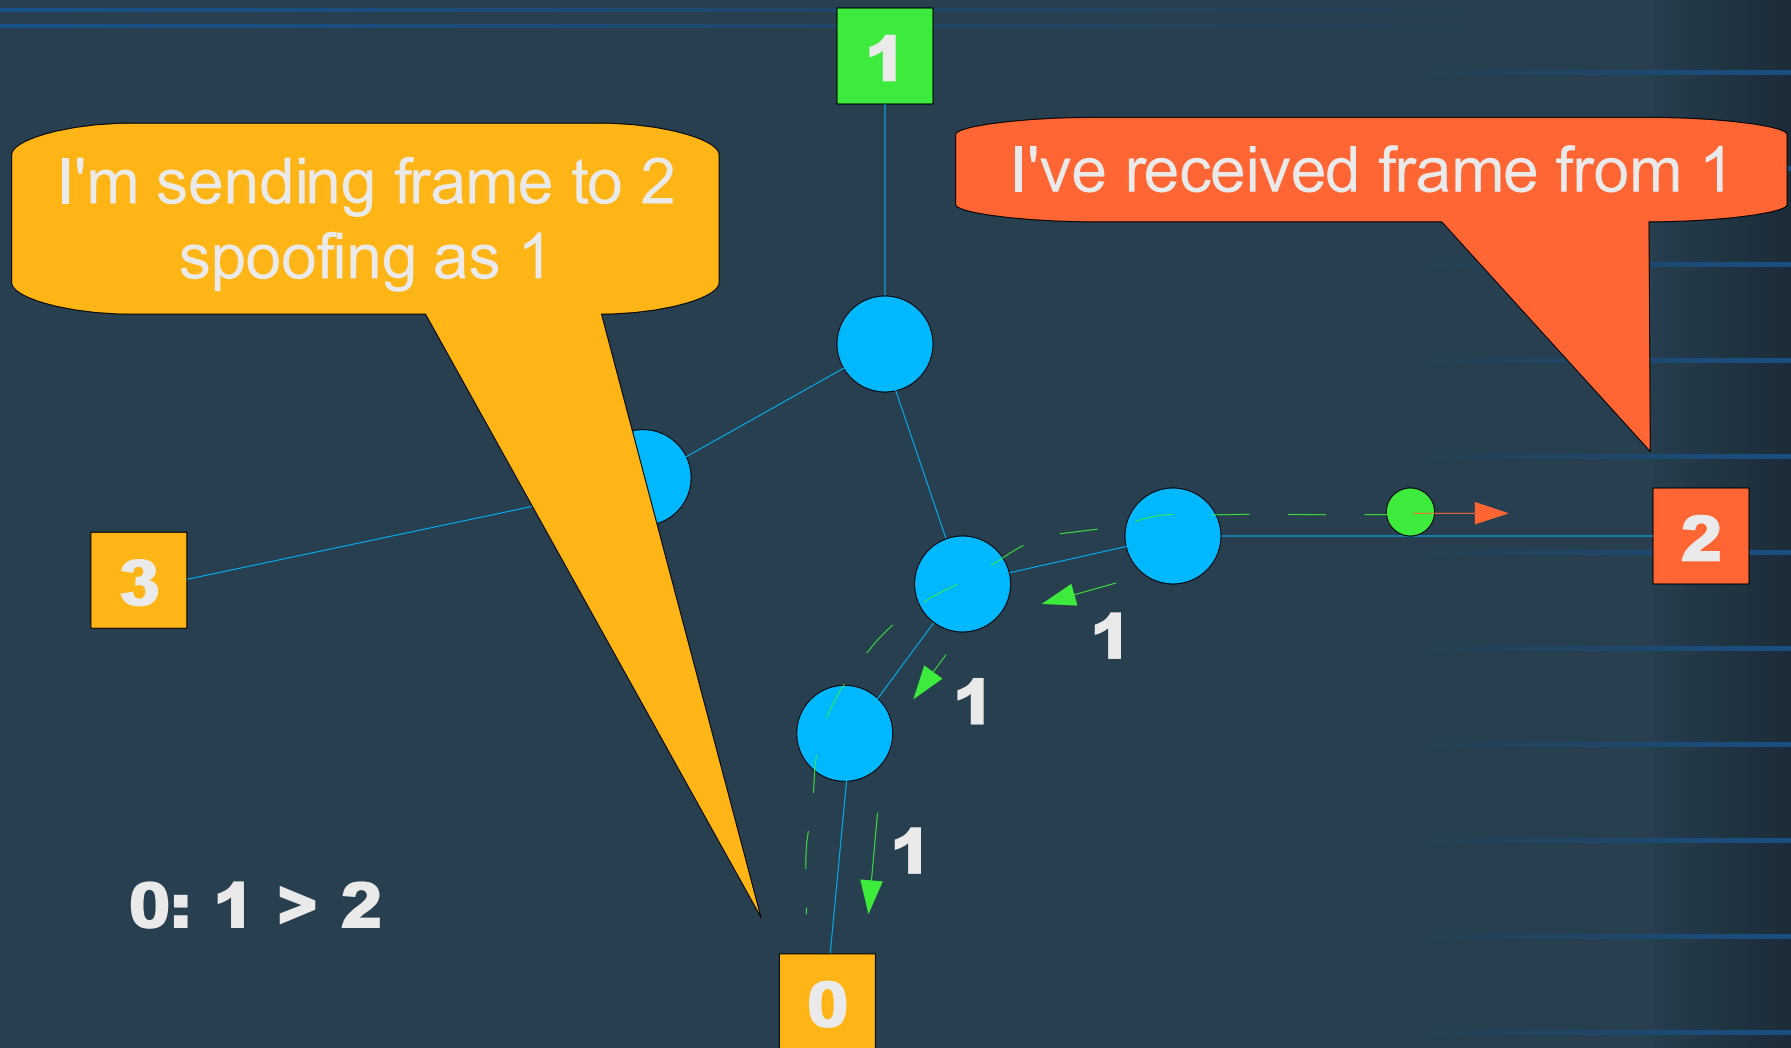 1
I'm sending frame to 2
spoofing as 1
I've received frame from 1
2
3
1
1
1
0: 1 > 2
0